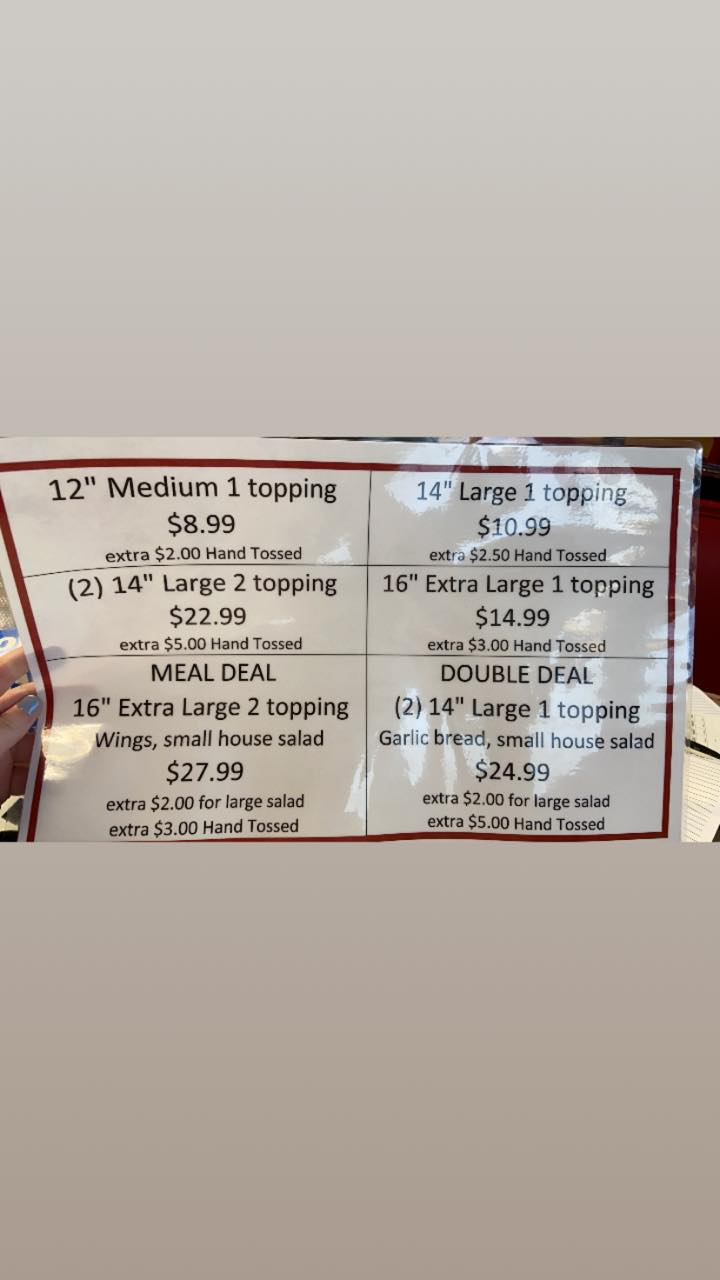 12" Medium 1 topping
$8.99
extra $2.00 Hand Tossed
14" Large 1 topping
$10.99
extra $2.50 Hand Tossed
(2) 14" Large 2 topping
$22.99
extra $5.00 Hand Tossed
16" Extra Large 1 topping
$14.99
extra $3.00 Hand Tossed
MEAL DEAL
16" Extra Large 2 topping
Wings, small house salad
$27.99
extra $2.00 for large salad
extra $3.00 Hand Tossed
DOUBLE DEAL
(2) 14" Large 1 topping
Garlic bread, small house salad
$24.99
extra $2.00 for large salad
extra $5.00 Hand Tossed